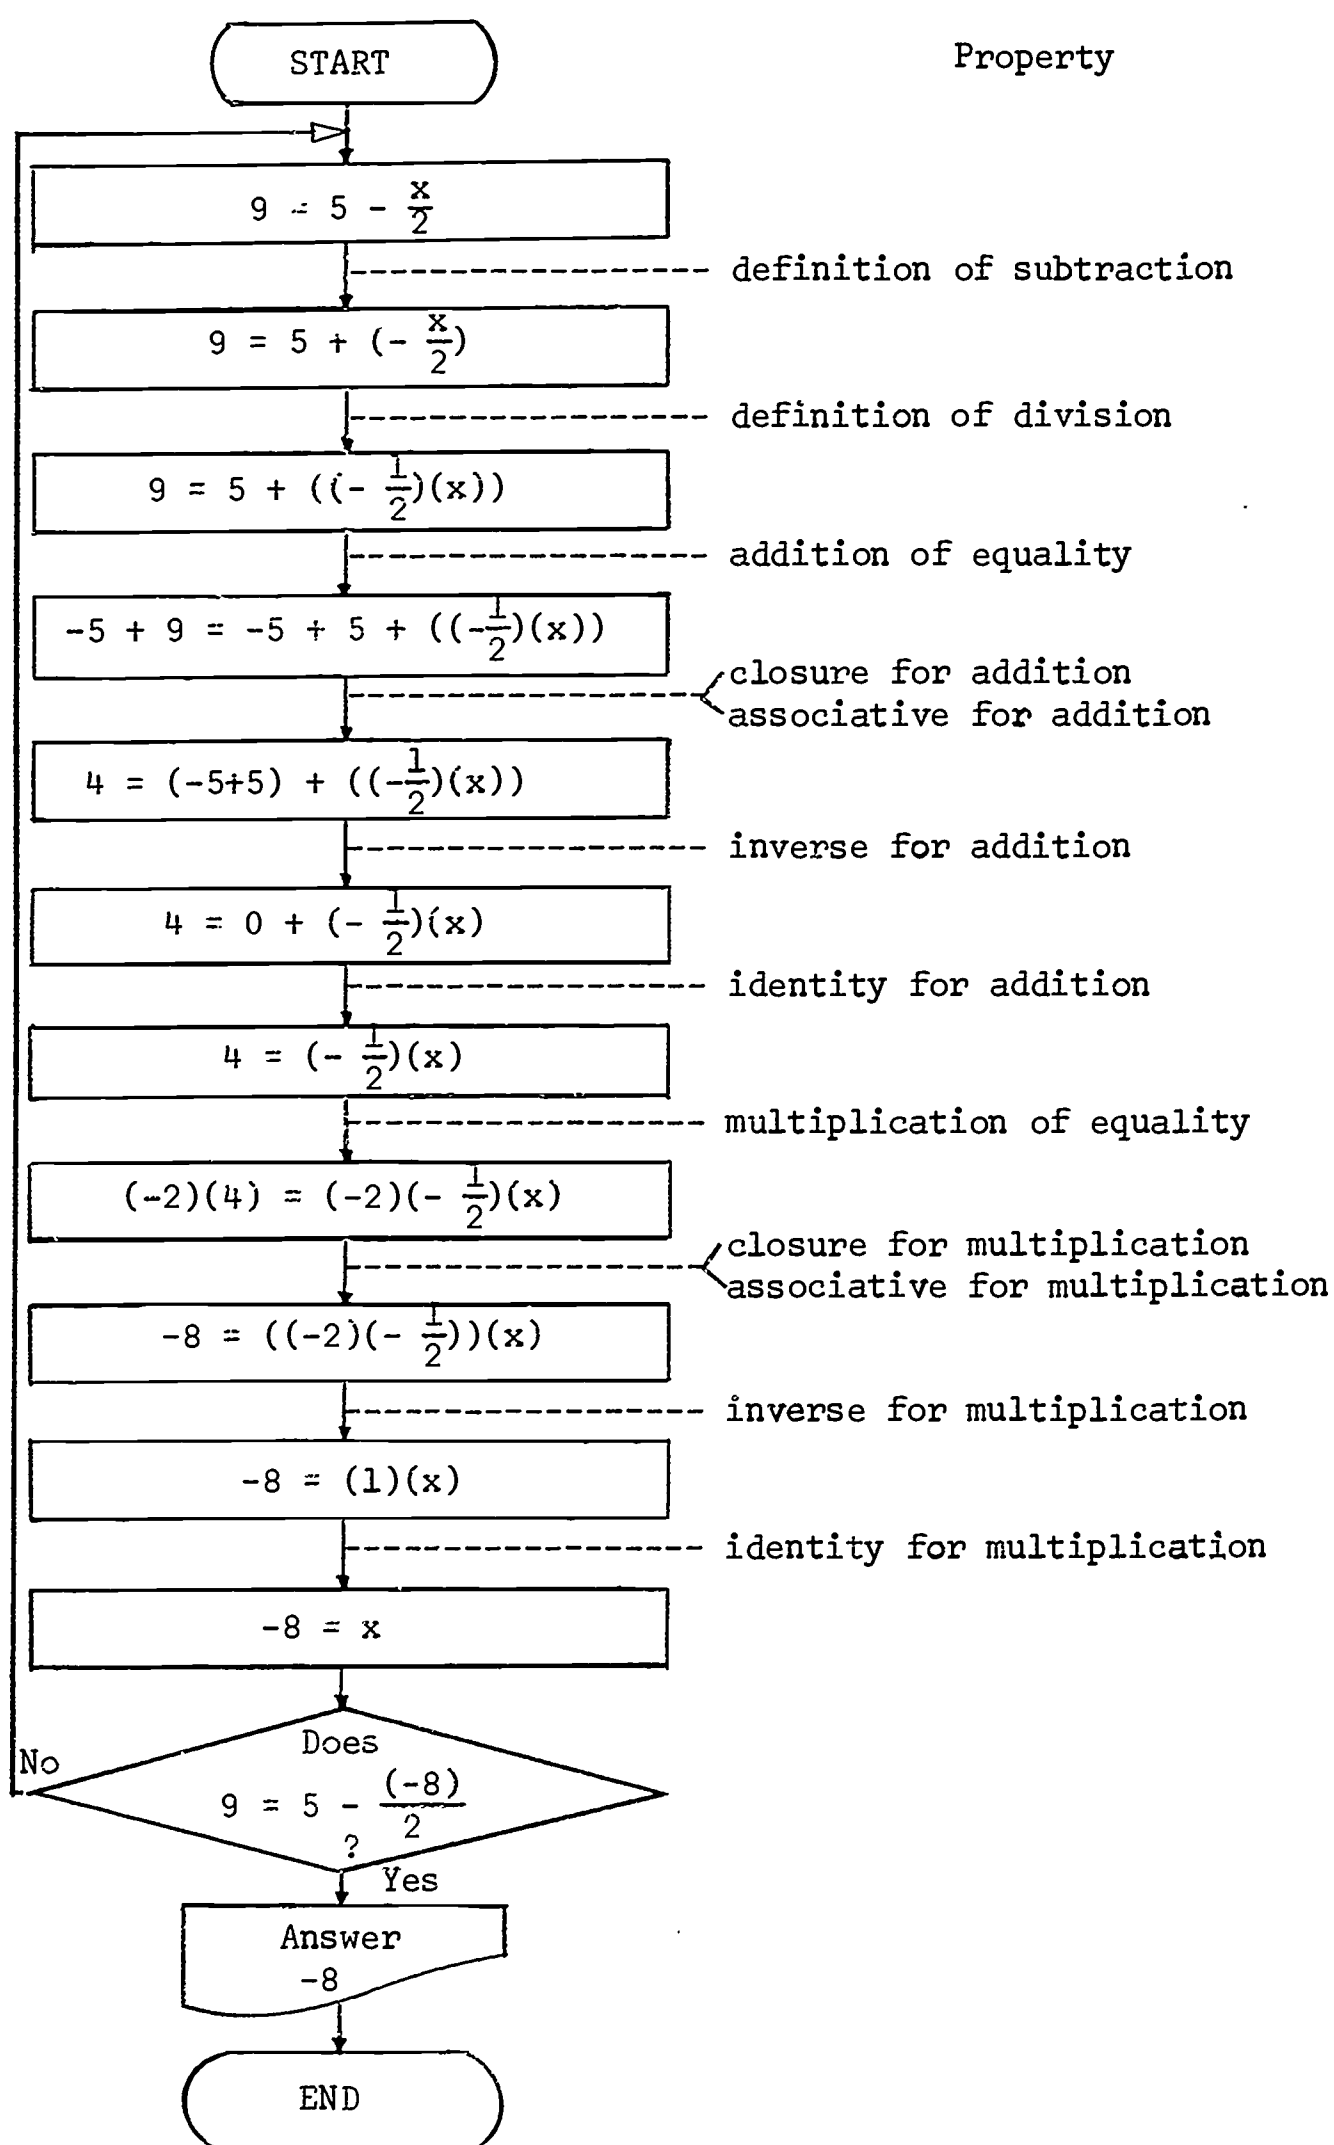 START
Property
9 = 5 - x/2
definition of subtraction
9 = 5 + (- x/2)
definition of division
9 = 5 + ((- 1/2)(x))
addition of equality
-5 + 9 = -5 + 5 + ((-1/2)(x))
closure for addition
associative for addition
4 = (-5+5) + ((-1/2)(x))
inverse for addition
4 = 0 + (- 1/2)(x)
identity for addition
4 = (- 1/2)(x)
multiplication of equality
(-2)(4) = (-2)(- 1/2)(x)
closure for multiplication
associative for multiplication
-8 = ((-2)(- 1/2))(x)
inverse for multiplication
-8 = (1)(x)
identity for multiplication
-8 = x
Does
No
9 = 5 - (-8)/2
?
Yes
Answer
-8
END